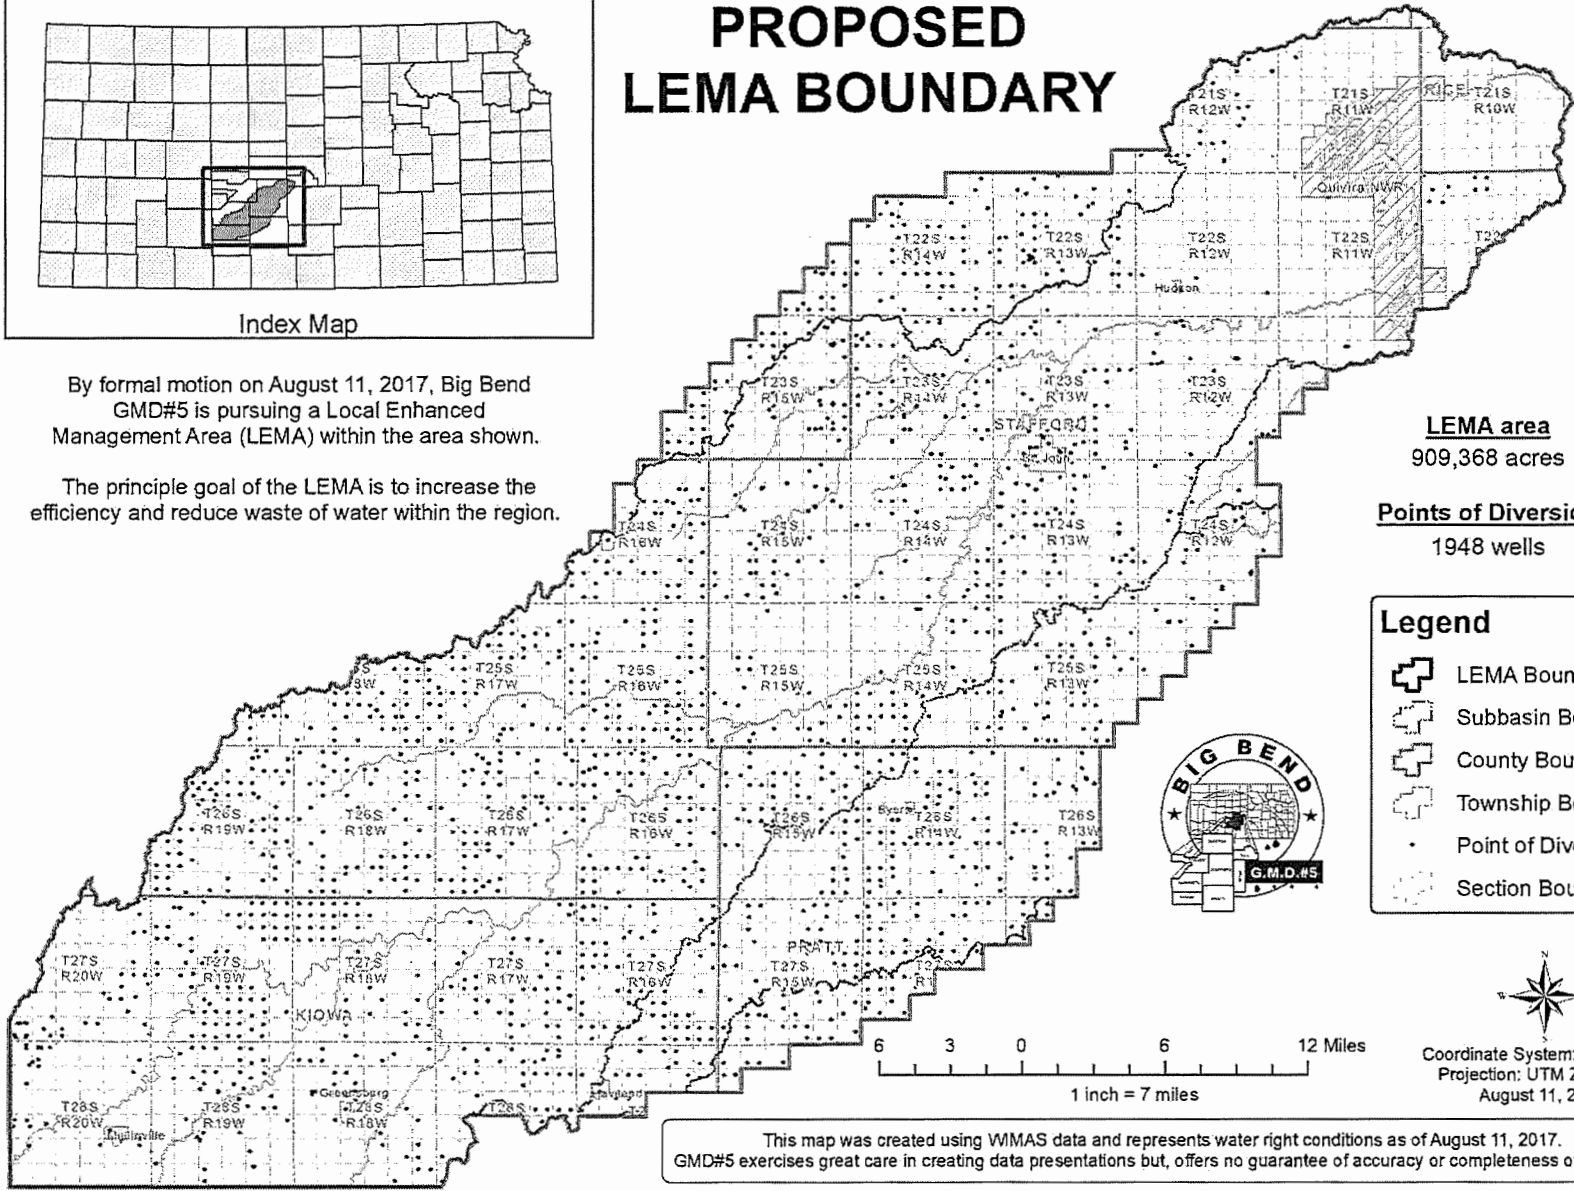 PROPOSED
LEMA BOUNDARY
Index Map
By formal motion on August 11, 2017, Big Bend
GMD#5 is pursuing a Local Enhanced
Management Area (LEMA) within the area shown.
The principle goal of the LEMA is to increase the
efficiency and reduce waste of water within the region.
T21S
R12W
T21S
R11W
RICE
T21S
R10W
Quivira NWR
T22S
R14W
T22S
R13W
T22S
R12W
T22S
R11W
T22
Hudson
T23S
R15W
T23S
R14W
T23S
R13W
T23S
R12W
STAFFORD
St. John
LEMA area
909,368 acres
Points of Diversi
1948 wells
T24S
R16W
T24S
R15W
T24S
R14W
T24S
R13W
T24S
R12W
T25S
R17W
T25S
R16W
T25S
R15W
T25S
R14W
T25S
R13W
Legend
LEMA Boun
Subbasin B
County Bou
Township B
Point of Div
Section Bou
BIG BEND
G.M.D.#5
T26S
R19W
T26S
R18W
T26S
R17W
T26S
R16W
T26S
R15W
Byers
T26S
R14W
T26S
R13W
T27S
R20W
T27S
R19W
T27S
R18W
T27S
R17W
T27S
R16W
PRATT
T27S
R15W
T27S
R1
KIOWA
T28S
R20W
Mullinville
T28S
R19W
Greensburg
T28S
R18W
T28S
Haviland
T2
N
W
S
6 3 0 6 12 Miles
1 inch = 7 miles
Coordinate System:
Projection: UTM Z
August 11, 2
This map was created using WIMAS data and represents water right conditions as of August 11, 2017.
GMD#5 exercises great care in creating data presentations but, offers no guarantee of accuracy or completeness o